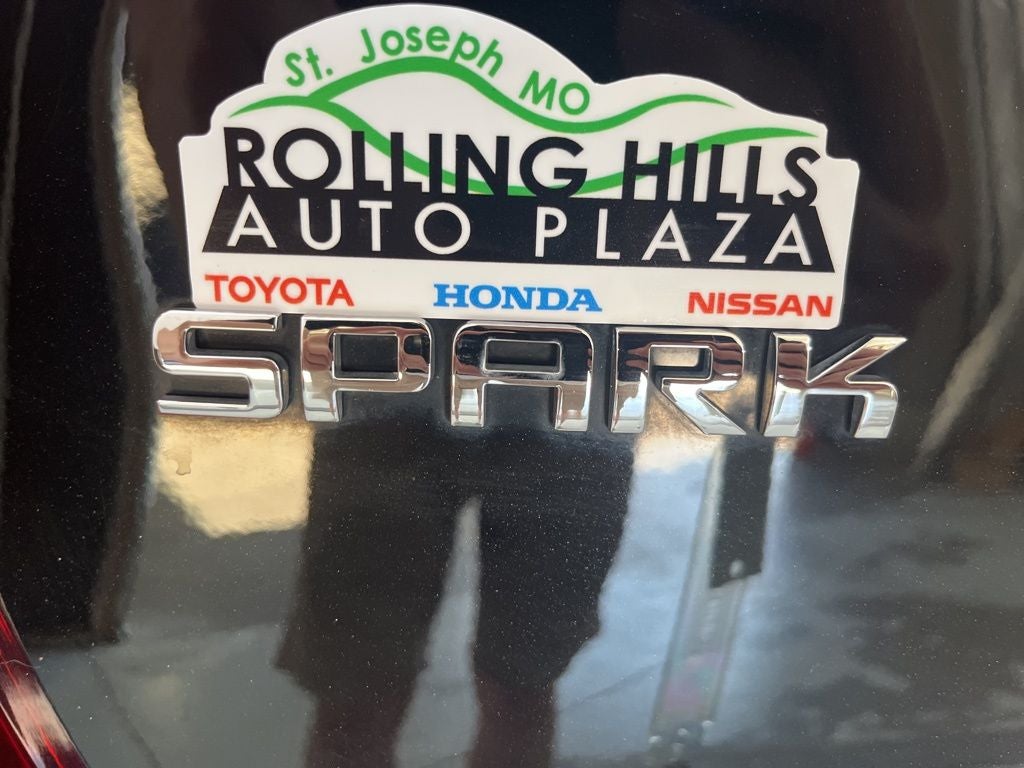 St. Joseph MO
ROLLING HILLS
AUTO PLAZA
TOYOTA HONDA NISSAN
SPARK